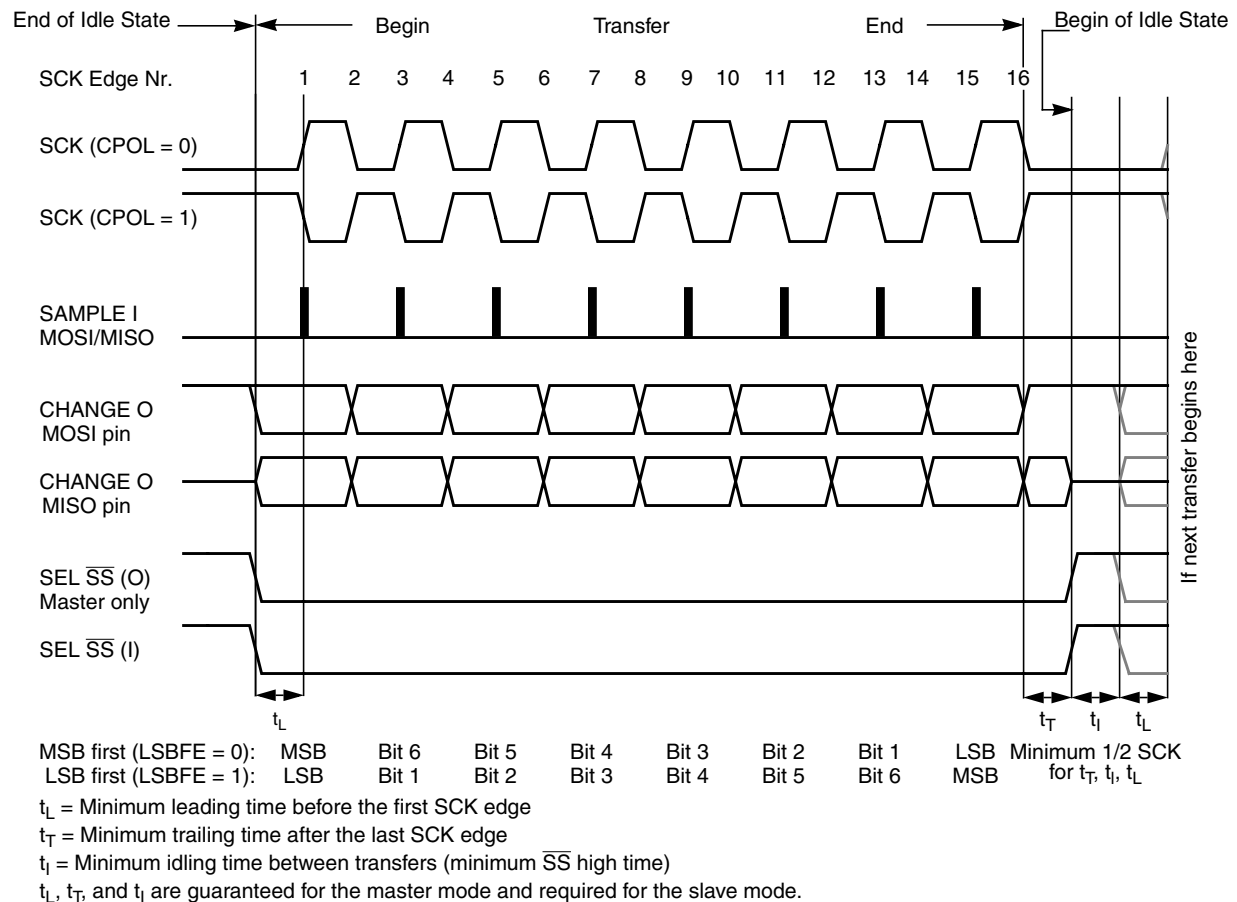 End of Idle State
Begin
Transfer
End
Begin of Idle State
SCK Edge Nr.
1 2 3 4 5 6 7 8 9 10 11 12 13 14 15 16
SCK (CPOL = 0)
SCK (CPOL = 1)
SAMPLE I
MOSI/MISO
CHANGE O
MOSI pin
CHANGE O
MISO pin
SEL S̅S̅ (O)
Master only
SEL S̅S̅ (I)
If next transfer begins here
tL
tT tI tL
MSB first (LSBFE = 0): MSB Bit 6 Bit 5 Bit 4 Bit 3 Bit 2 Bit 1 LSB Minimum 1/2 SCK
LSB first (LSBFE = 1): LSB Bit 1 Bit 2 Bit 3 Bit 4 Bit 5 Bit 6 MSB for tT, tI, tL
tL = Minimum leading time before the first SCK edge
tT = Minimum trailing time after the last SCK edge
tI = Minimum idling time between transfers (minimum S̅S̅ high time)
tL, tT, and tI are guaranteed for the master mode and required for the slave mode.